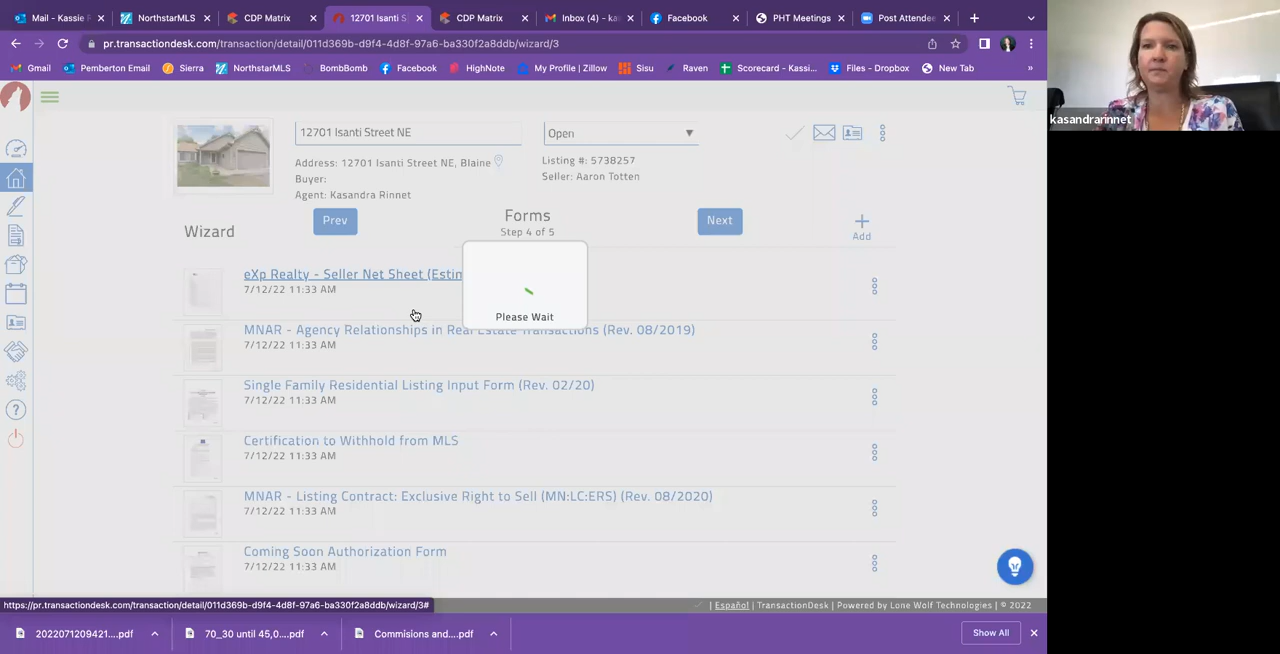 Mail - Kassie R
NorthstarMLS
CDP Matrix
12701 Isanti S
CDP Matrix
Inbox (4) - ka
Facebook
PHT Meetings
Post Attendee
pr.transactiondesk.com/transaction/detail/011d369b-d9f4-4d8f-97a6-ba330f2a8ddb/wizard/3
Gmail
Pemberton Email
Sierra
NorthstarMLS
BombBomb
Facebook
HighNote
My Profile | Zillow
Sisu
Raven
Scorecard - Kassi...
Files - Dropbox
New Tab
»
kasandrarinnet
12701 Isanti Street NE
Open
Address: 12701 Isanti Street NE, Blaine
Listing #: 5738257
Buyer:
Seller: Aaron Totten
Agent: Kasandra Rinnet
Wizard
Prev
Forms
Step 4 of 5
Next
Add
eXp Realty - Seller Net Sheet (Estim
7/12/22 11:33 AM
Please Wait
MNAR - Agency Relationships in Real Estate Transactions (Rev. 08/2019)
7/12/22 11:33 AM
Single Family Residential Listing Input Form (Rev. 02/20)
7/12/22 11:33 AM
Certification to Withhold from MLS
7/12/22 11:33 AM
MNAR - Listing Contract: Exclusive Right to Sell (MN:LC:ERS) (Rev. 08/2020)
7/12/22 11:33 AM
Coming Soon Authorization Form
7/12/22 11:33 AM
https://pr.transactiondesk.com/transaction/detail/011d369b-d9f4-4d8f-97a6-ba330f2a8ddb/wizard/3#
| Español | TransactionDesk | Powered by Lone Wolf Technologies | © 2022
2022071209421....pdf
70_30 until 45,0....pdf
Commisions and....pdf
Show All